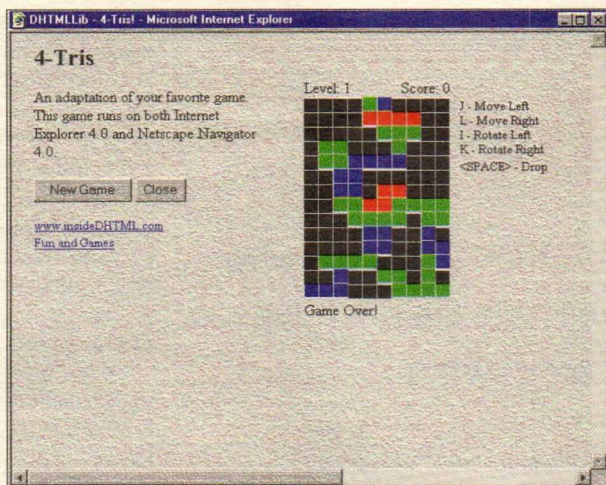 DHTMLLib - 4-Tris! - Microsoft Internet Explorer
4-Tris
An adaptation of your favorite game.
This game runs on both Internet
Explorer 4.0 and Netscape Navigator
4.0.
New Game
Close
www.insideDHTML.com
Fun and Games
Level: 1
Score: 0
J - Move Left
L - Move Right
I - Rotate Left
K - Rotate Right
<SPACE> - Drop
Game Over!